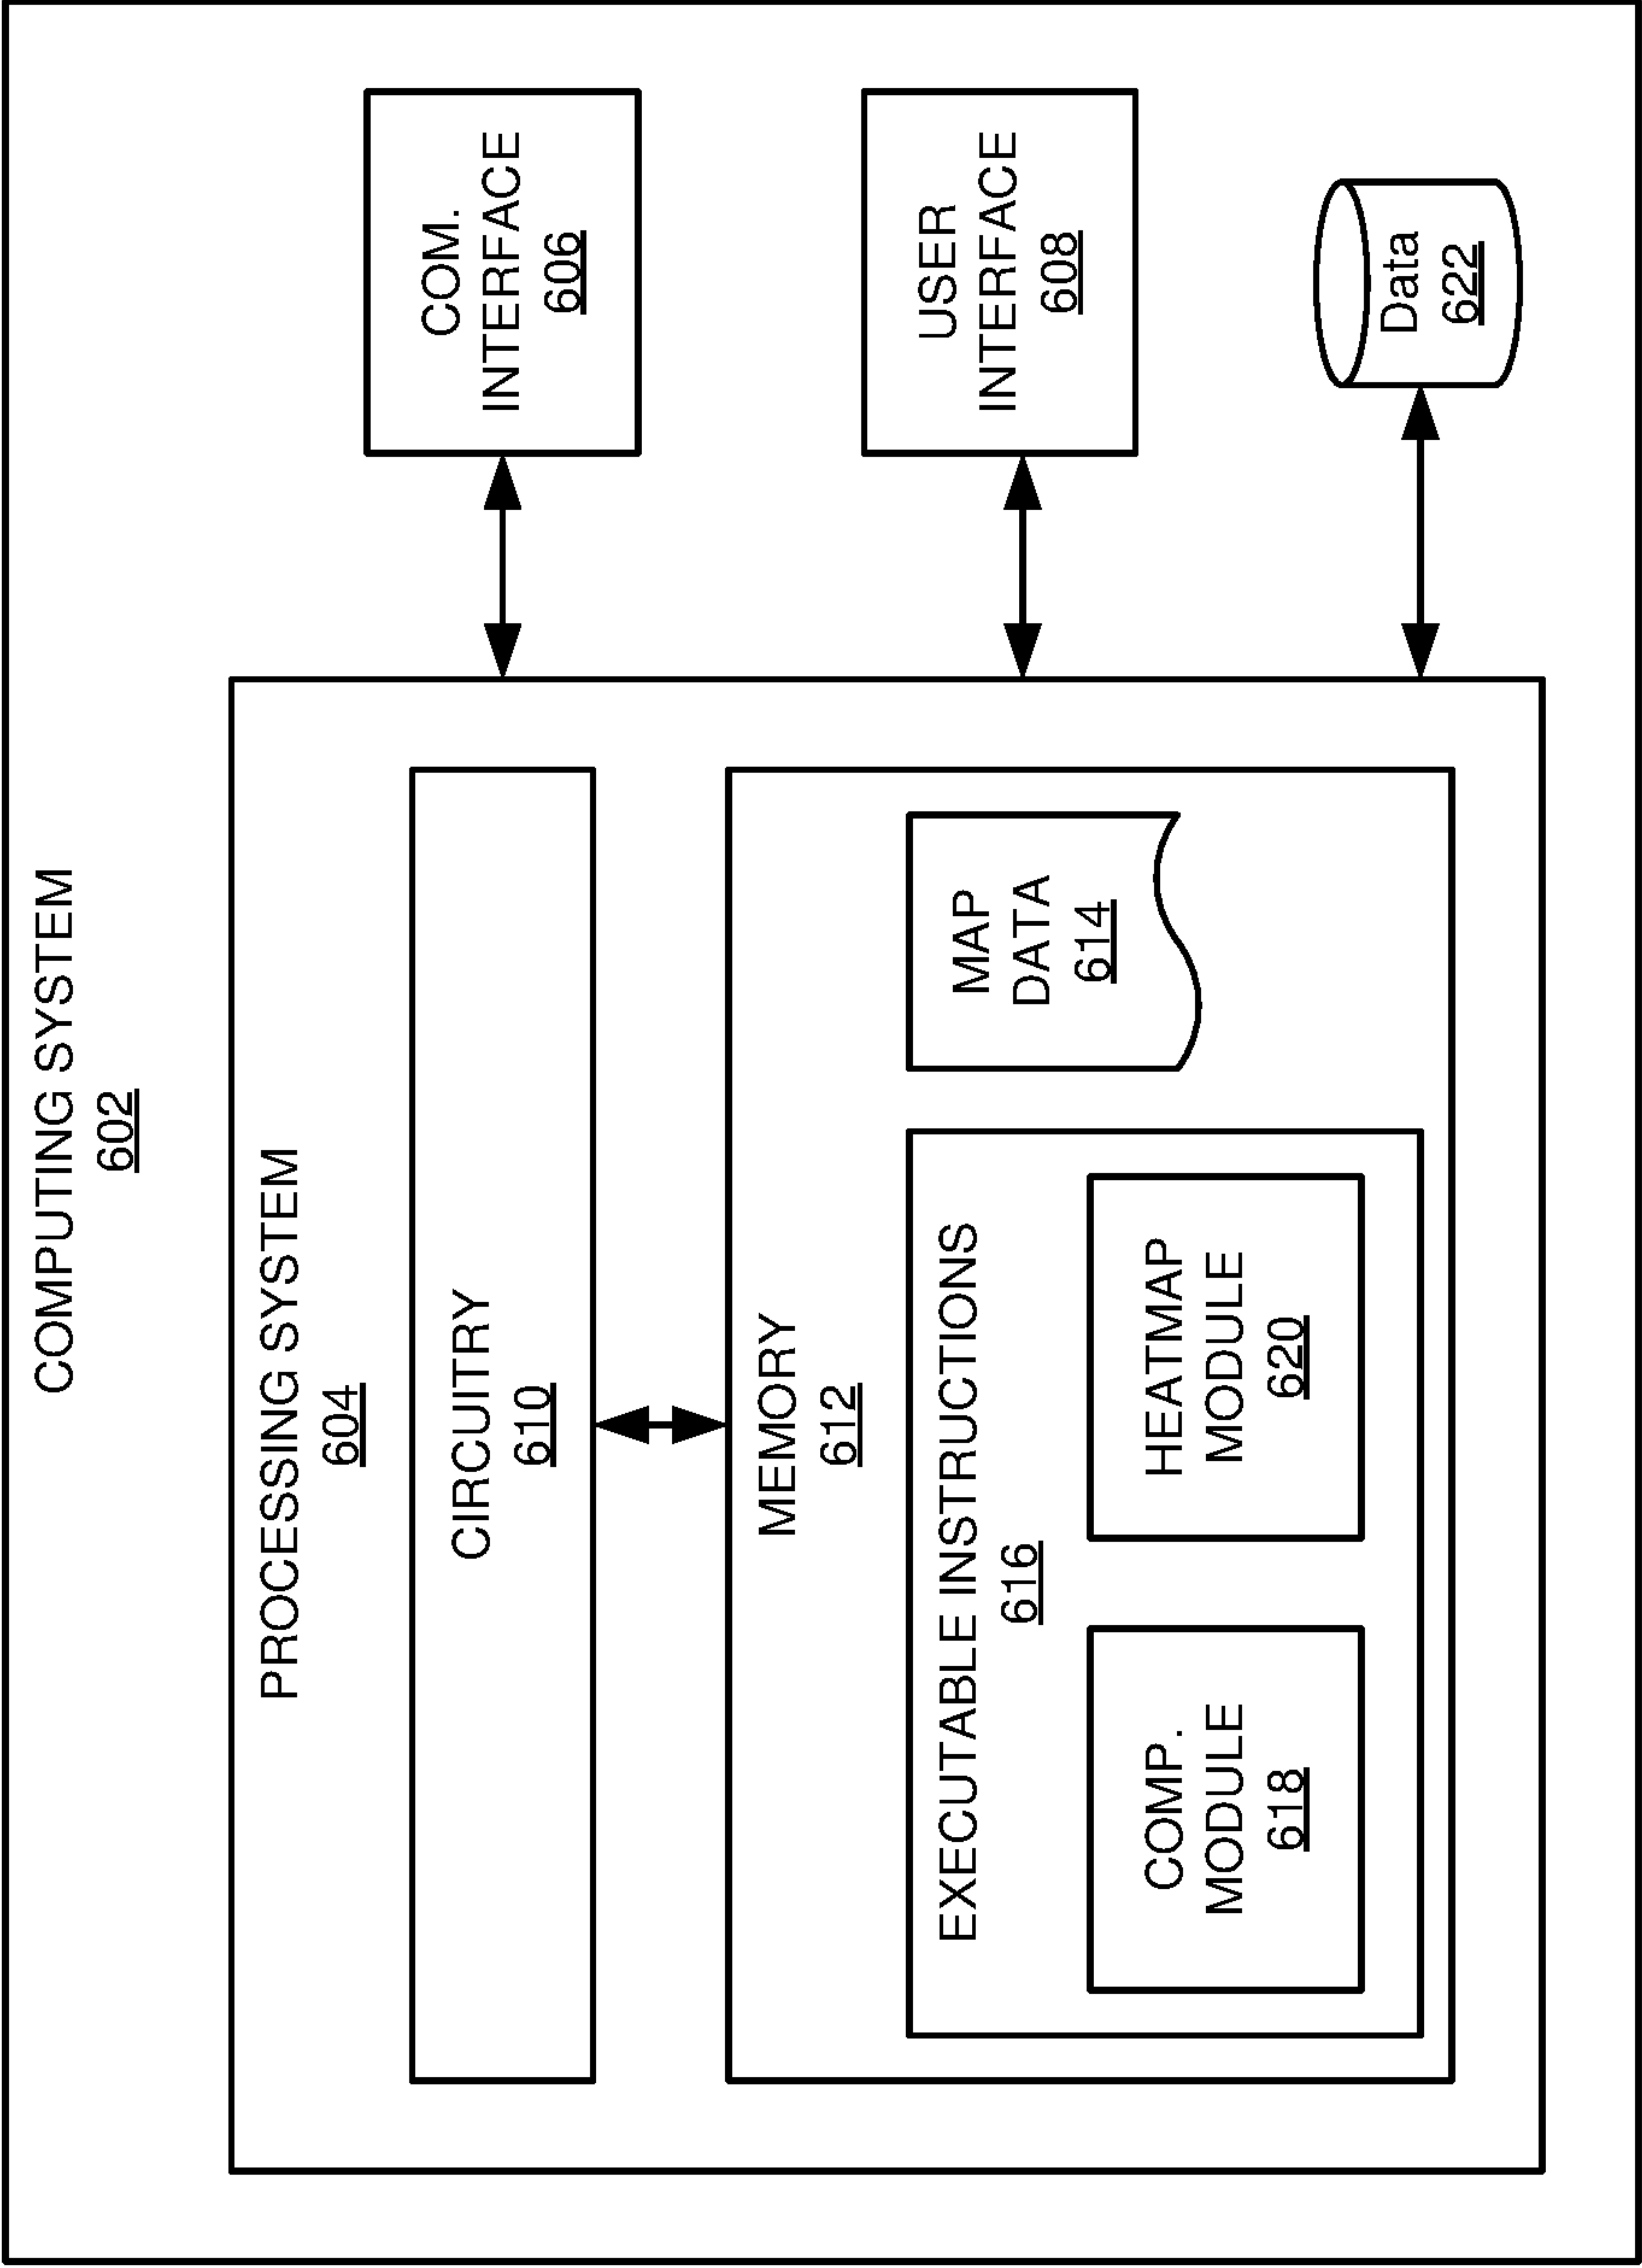 COMPUTING SYSTEM
602
PROCESSING SYSTEM
604
CIRCUITRY
610
MEMORY
612
EXECUTABLE INSTRUCTIONS
616
COMP.
MODULE
618
HEATMAP
MODULE
620
MAP
DATA
614
COM.
INTERFACE
606
USER
INTERFACE
608
Data
622